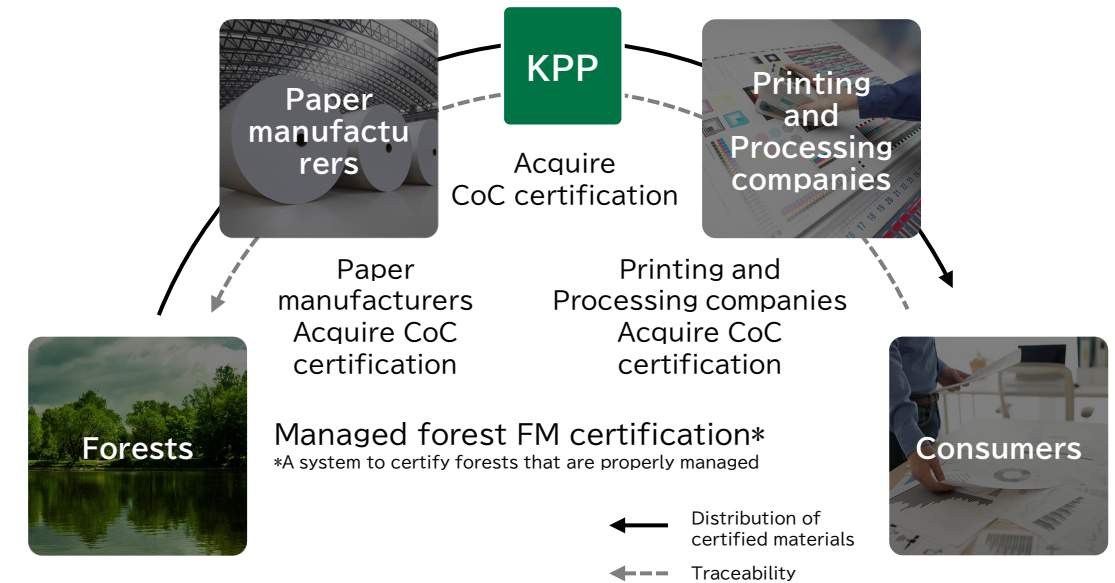 KPP
Paper
manufactu
rers
Printing
and
Processing
companies
Acquire
CoC certification
Paper
manufacturers
Acquire CoC
certification
Printing and
Processing companies
Acquire CoC
certification
Forests
Managed forest FM certification*
*A system to certify forests that are properly managed
Consumers
Distribution of
certified materials
Traceability